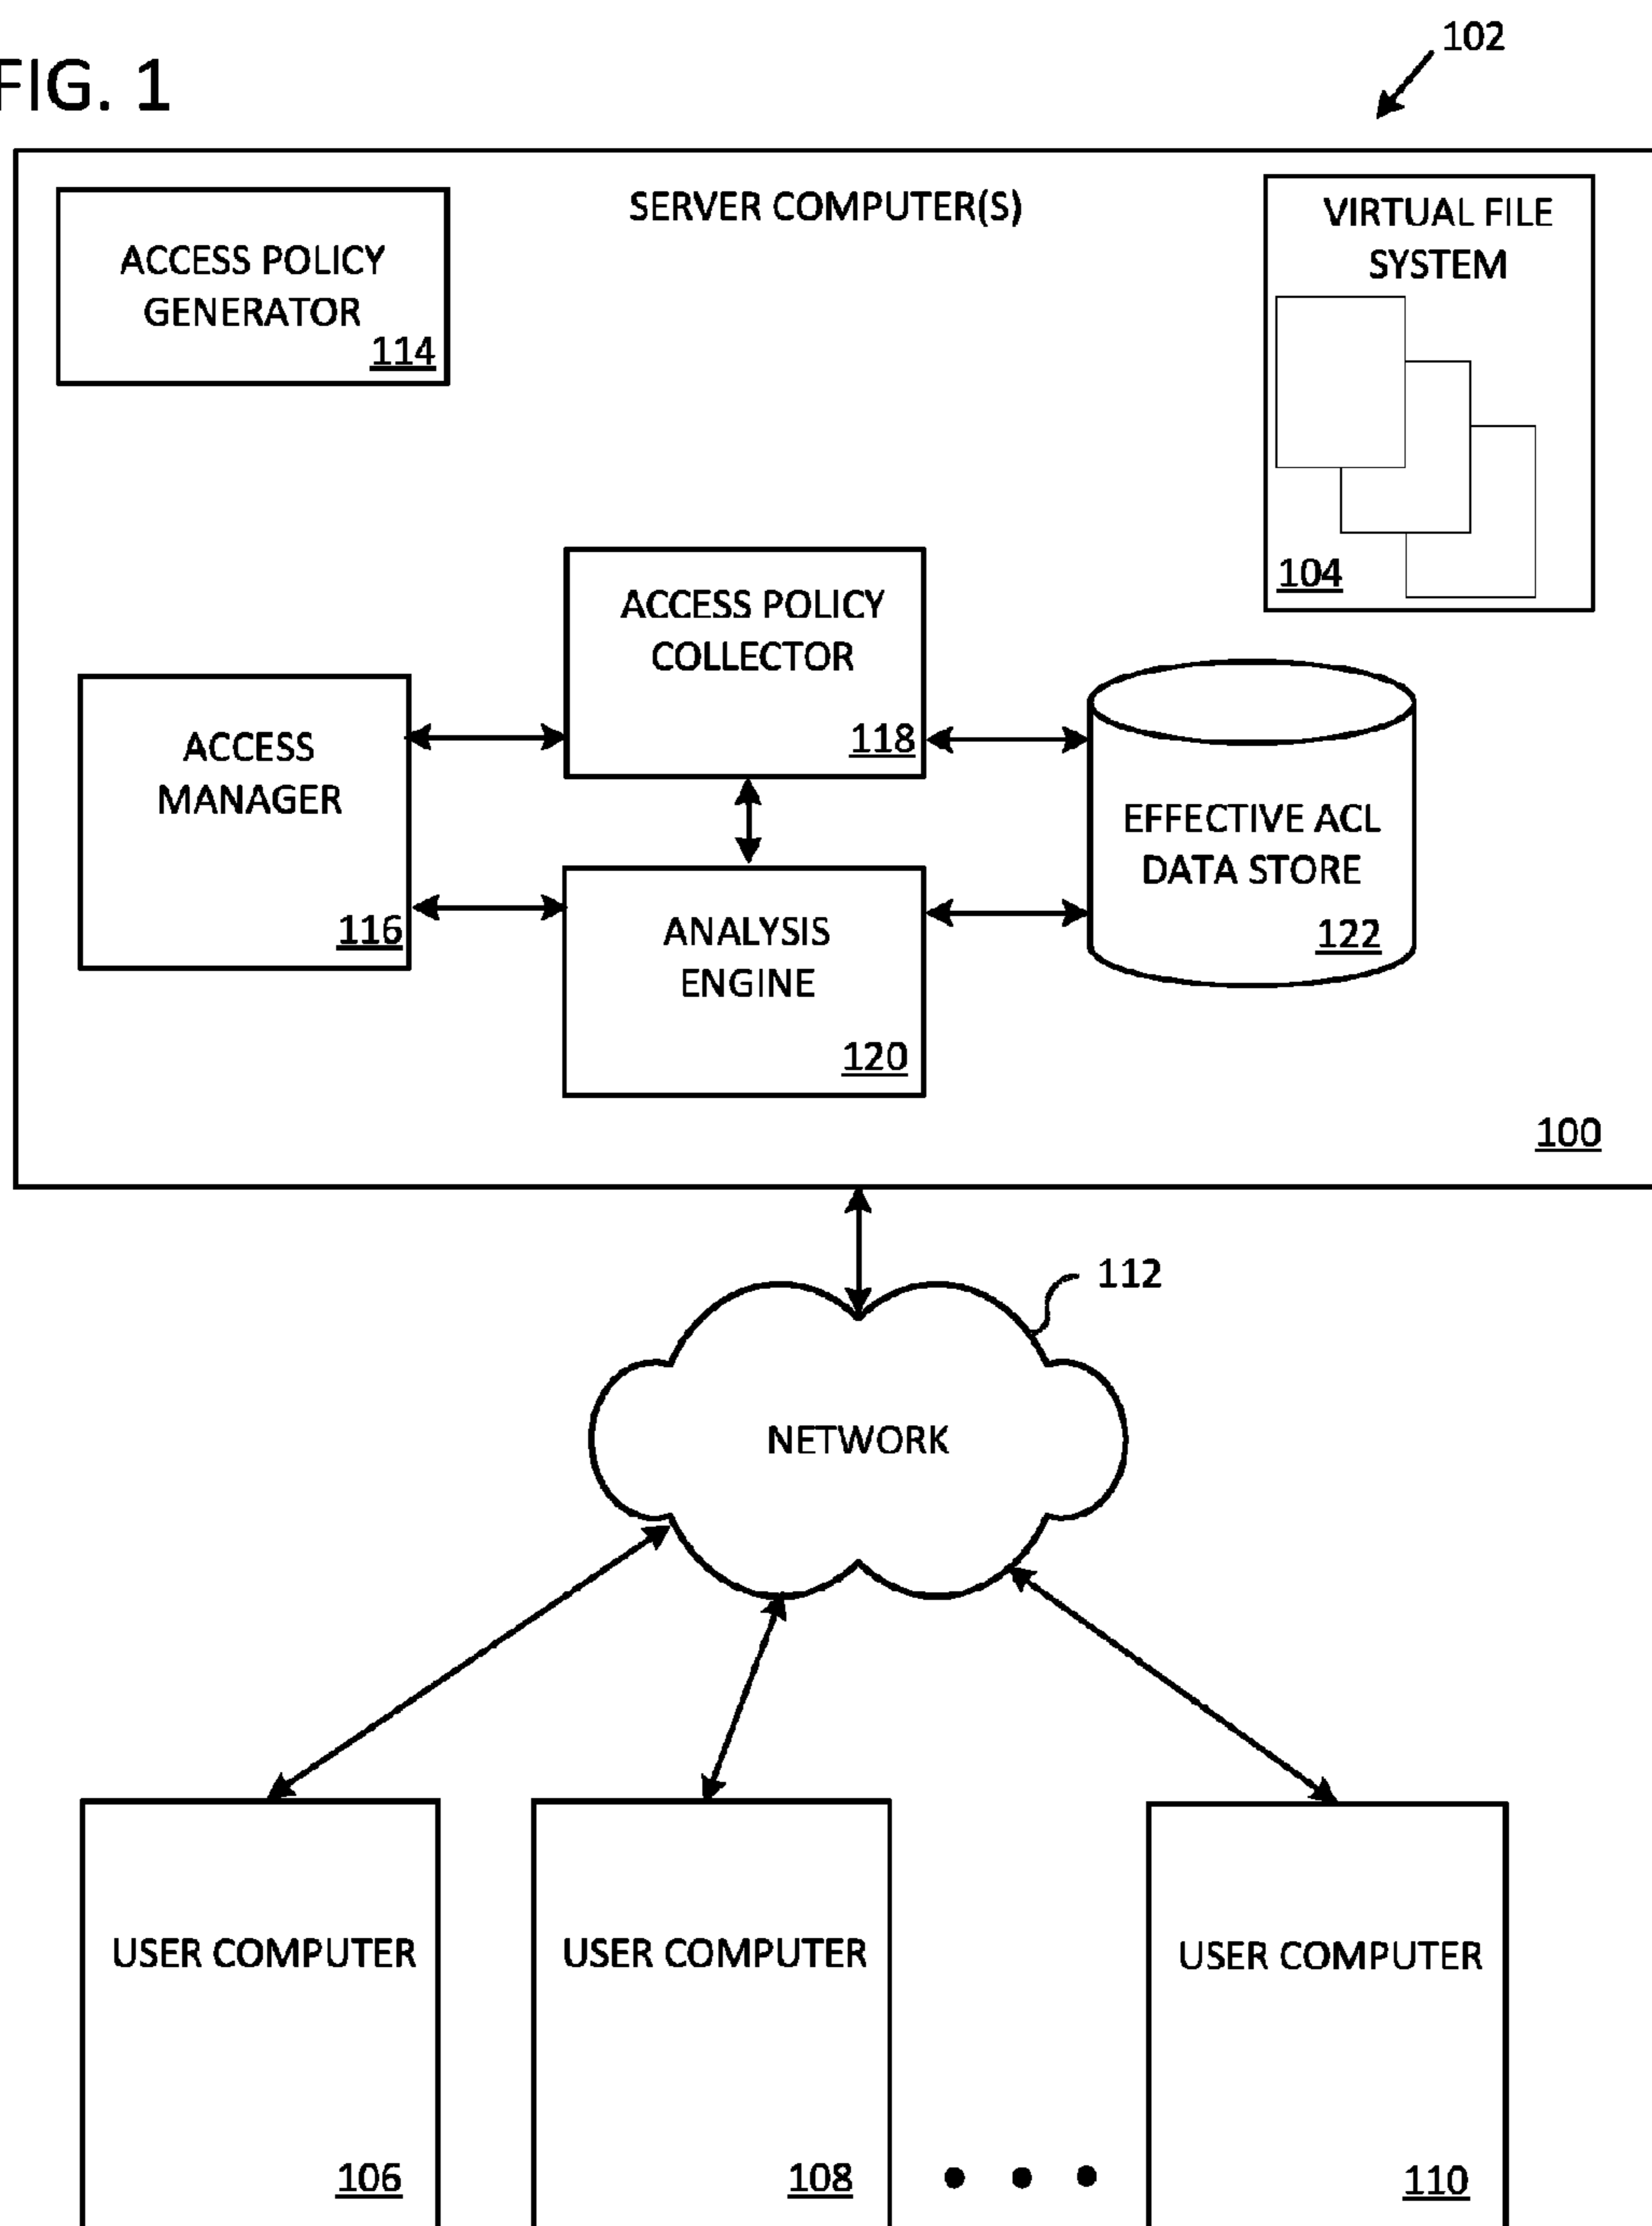 FIG. 1
102
SERVER COMPUTER(S)
ACCESS POLICY
GENERATOR
114
VIRTUAL FILE
SYSTEM
104
ACCESS POLICY
COLLECTOR
118
ACCESS
MANAGER
116
EFFECTIVE ACL
DATA STORE
122
ANALYSIS
ENGINE
120
100
112
NETWORK
USER COMPUTER
106
USER COMPUTER
108
USER COMPUTER
110